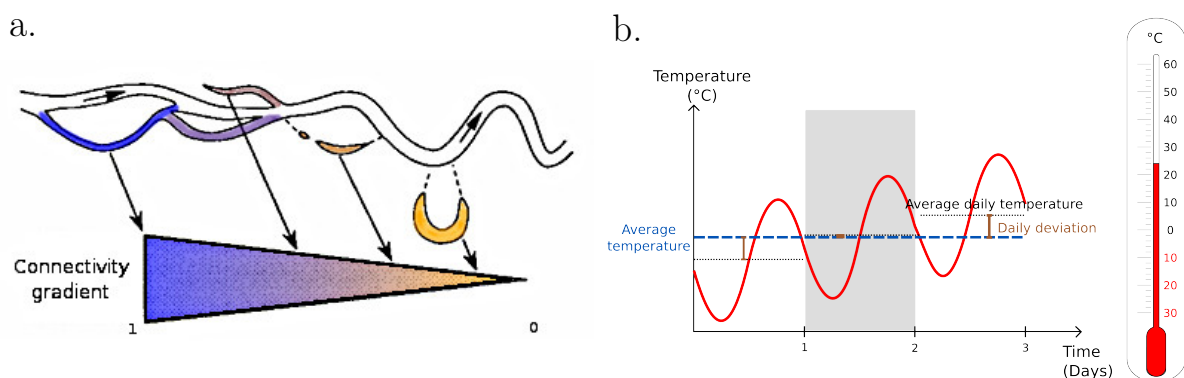 a.
Connectivity
gradient
1
0
b.
Temperature
(°C)
Average
temperature
Average daily temperature
Daily deviation
1
2
3
Time
(Days)
°C
60
50
40
30
20
10
0
10
20
30